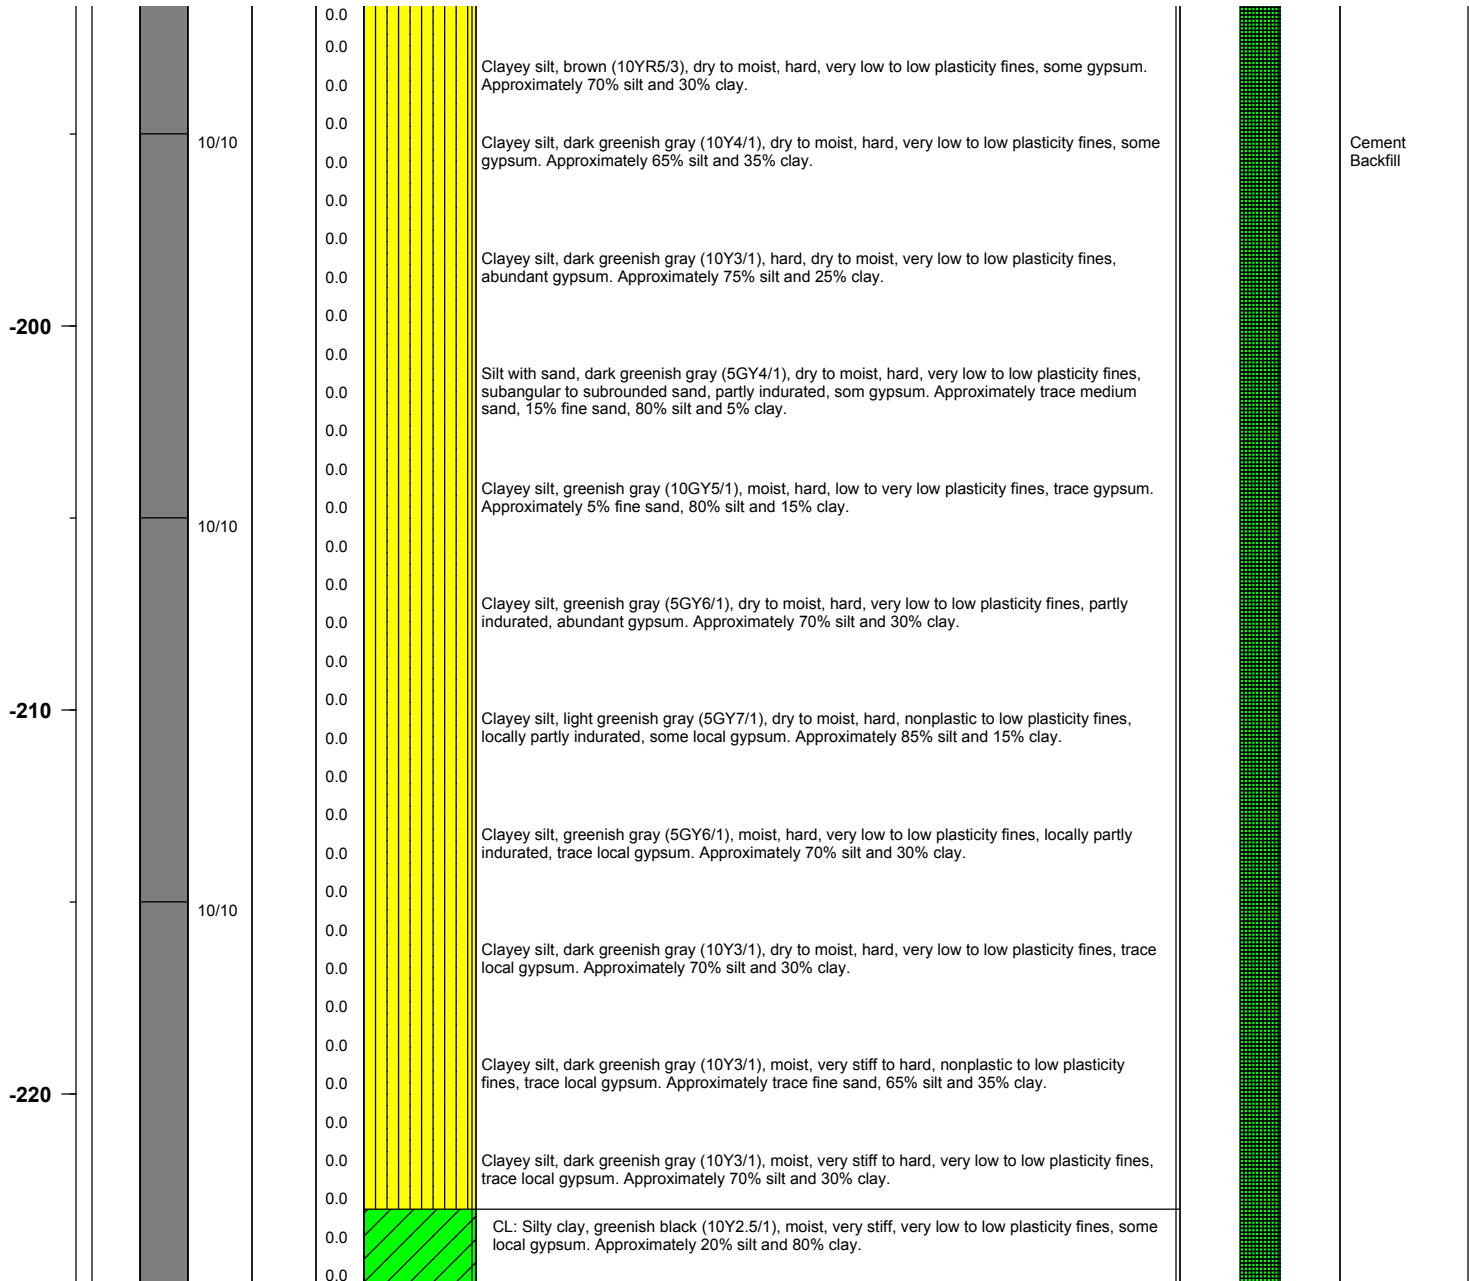 0.0
0.0
Clayey silt, brown (10YR5/3), dry to moist, hard, very low to low plasticity fines, some gypsum.
Approximately 70% silt and 30% clay.
0.0
0.0
10/10
Clayey silt, dark greenish gray (10Y4/1), dry to moist, hard, very low to low plasticity fines, some
gypsum. Approximately 65% silt and 35% clay.
Cement
Backfill
0.0
0.0
0.0
Clayey silt, dark greenish gray (10Y3/1), hard, dry to moist, very low to low plasticity fines,
abundant gypsum. Approximately 75% silt and 25% clay.
0.0
0.0
-200
0.0
Silt with sand, dark greenish gray (5GY4/1), dry to moist, hard, very low to low plasticity fines,
subangular to subrounded sand, partly indurated, som gypsum. Approximately trace medium
sand, 15% fine sand, 80% silt and 5% clay.
0.0
0.0
0.0
Clayey silt, greenish gray (10GY5/1), moist, hard, low to very low plasticity fines, trace gypsum.
Approximately 5% fine sand, 80% silt and 15% clay.
0.0
10/10
0.0
0.0
Clayey silt, greenish gray (5GY6/1), dry to moist, hard, very low to low plasticity fines, partly
indurated, abundant gypsum. Approximately 70% silt and 30% clay.
0.0
0.0
0.0
-210
Clayey silt, light greenish gray (5GY7/1), dry to moist, hard, nonplastic to low plasticity fines,
locally partly indurated, some local gypsum. Approximately 85% silt and 15% clay.
0.0
0.0
0.0
Clayey silt, greenish gray (5GY6/1), moist, hard, very low to low plasticity fines, locally partly
indurated, trace local gypsum. Approximately 70% silt and 30% clay.
0.0
0.0
10/10
0.0
Clayey silt, dark greenish gray (10Y3/1), dry to moist, hard, very low to low plasticity fines, trace
local gypsum. Approximately 70% silt and 30% clay.
0.0
0.0
0.0
Clayey silt, dark greenish gray (10Y3/1), moist, very stiff to hard, nonplastic to low plasticity
fines, trace local gypsum. Approximately trace fine sand, 65% silt and 35% clay.
0.0
-220
0.0
0.0
Clayey silt, dark greenish gray (10Y3/1), moist, very stiff to hard, very low to low plasticity fines,
trace local gypsum. Approximately 70% silt and 30% clay.
0.0
0.0
CL: Silty clay, greenish black (10Y2.5/1), moist, very stiff, very low to low plasticity fines, some
local gypsum. Approximately 20% silt and 80% clay.
0.0